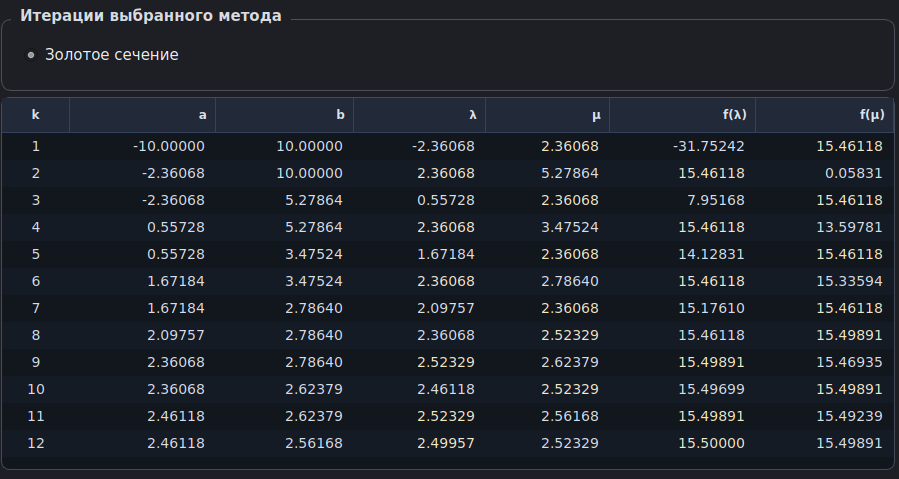 Итерации выбранного метода
Золотое сечение
k a b λ μ f(λ) f(μ)
1 -10.00000 10.00000 -2.36068 2.36068 -31.75242 15.46118
2 -2.36068 10.00000 2.36068 5.27864 15.46118 0.05831
3 -2.36068 5.27864 0.55728 2.36068 7.95168 15.46118
4 0.55728 5.27864 2.36068 3.47524 15.46118 13.59781
5 0.55728 3.47524 1.67184 2.36068 14.12831 15.46118
6 1.67184 3.47524 2.36068 2.78640 15.46118 15.33594
7 1.67184 2.78640 2.09757 2.36068 15.17610 15.46118
8 2.09757 2.78640 2.36068 2.52329 15.46118 15.49891
9 2.36068 2.78640 2.52329 2.62379 15.49891 15.46935
10 2.36068 2.62379 2.46118 2.52329 15.49699 15.49891
11 2.46118 2.62379 2.52329 2.56168 15.49891 15.49239
12 2.46118 2.56168 2.49957 2.52329 15.50000 15.49891